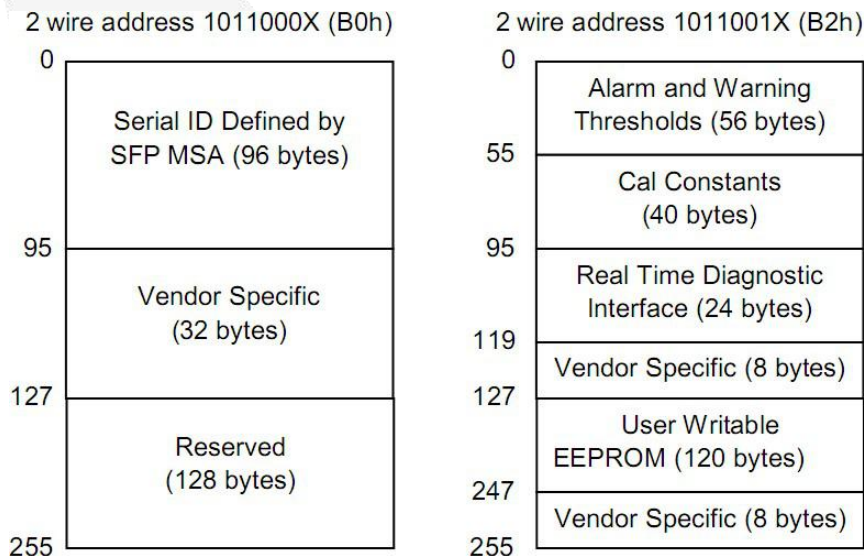 2 wire address 1011000X (B0h)
0
Serial ID Defined by
SFP MSA (96 bytes)
95
Vendor Specific
(32 bytes)
127
Reserved
(128 bytes)
255
2 wire address 1011001X (B2h)
0
Alarm and Warning
Thresholds (56 bytes)
55
Cal Constants
(40 bytes)
95
Real Time Diagnostic
Interface (24 bytes)
119
Vendor Specific (8 bytes)
127
User Writable
EEPROM (120 bytes)
247
Vendor Specific (8 bytes)
255